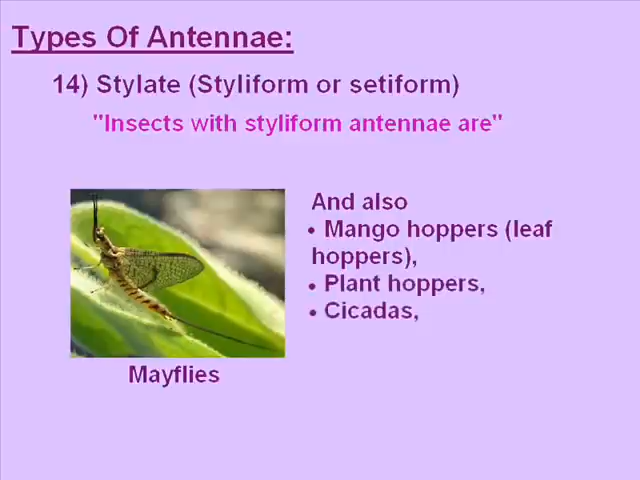 Types Of Antennae:
14) Stylate (Styliform or setiform)
"Insects with styliform antennae are"
And also
• Mango hoppers (leaf
hoppers),
• Plant hoppers,
• Cicadas,
Mayflies